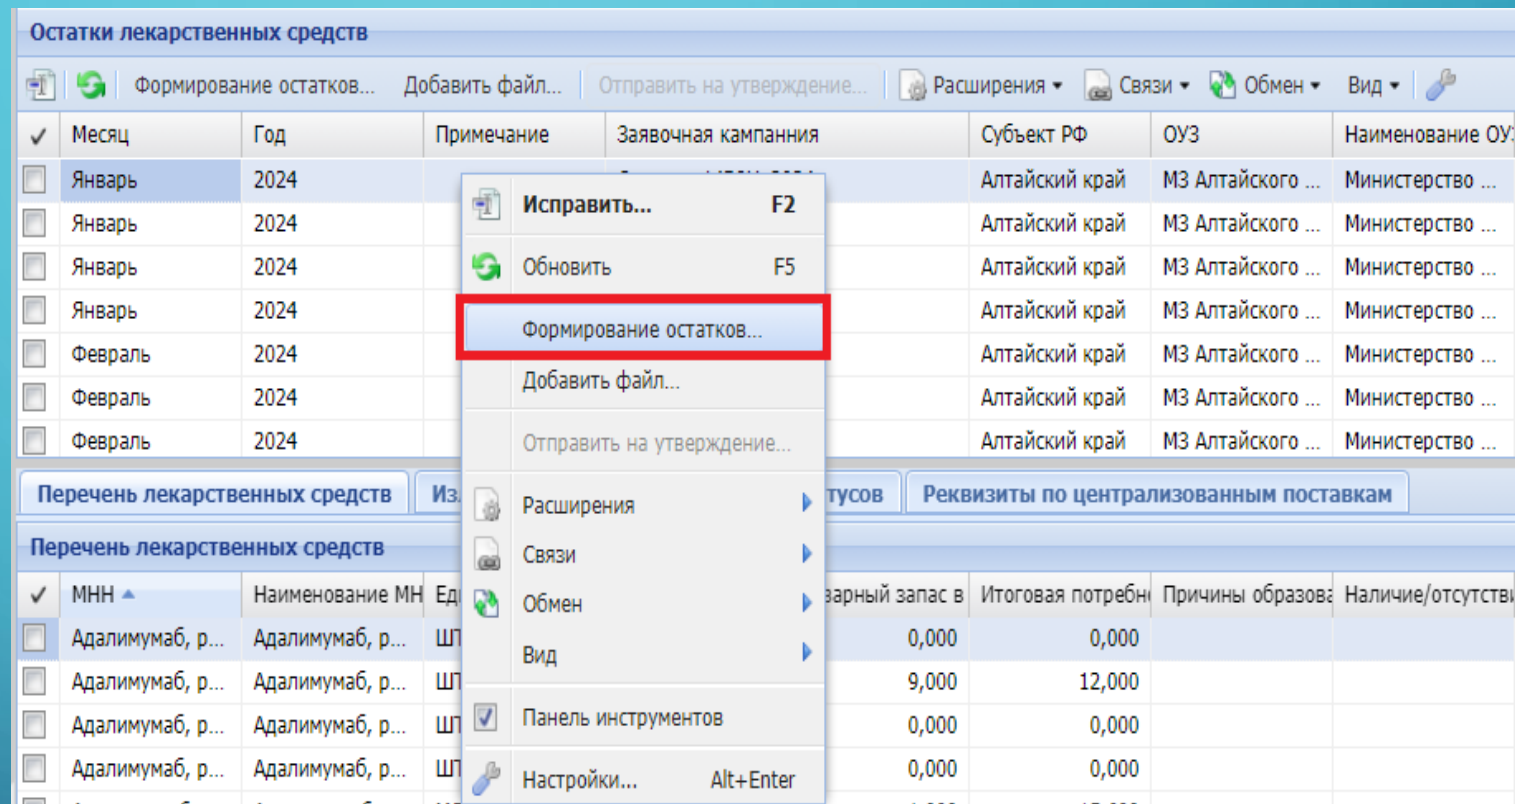 Остатки лекарственных средств
Формирование остатков... Добавить файл... Отправить на утверждение... Расширения Связи Обмен Вид
Месяц Год Примечание Заявочная кампанния Субъект РФ ОУЗ Наименование ОУЗ
Январь 2024 Алтайский край МЗ Алтайского ... Министерство ...
Исправить... F2
Январь 2024 Алтайский край МЗ Алтайского ... Министерство ...
Январь 2024 Обновить F5 Алтайский край МЗ Алтайского ... Министерство ...
Январь 2024 Алтайский край МЗ Алтайского ... Министерство ...
Формирование остатков...
Февраль 2024 Алтайский край МЗ Алтайского ... Министерство ...
Добавить файл...
Февраль 2024 Алтайский край МЗ Алтайского ... Министерство ...
Февраль 2024 Отправить на утверждение... Алтайский край МЗ Алтайского ... Министерство ...
Перечень лекарственных средств Из тусов Реквизиты по централизованным поставкам
Расширения
Перечень лекарственных средств Связи
МНН Наименование МН Ед Обмен варный запас в Итоговая потребн Причины образова Наличие/отсутстви
Адалимумаб, р... Адалимумаб, р... ШТ 0,000 0,000
Вид
Адалимумаб, р... Адалимумаб, р... ШТ 9,000 12,000
Адалимумаб, р... Адалимумаб, р... ШТ Панель инструментов 0,000 0,000
Адалимумаб, р... Адалимумаб, р... ШТ Настройки... Alt+Enter 0,000 0,000